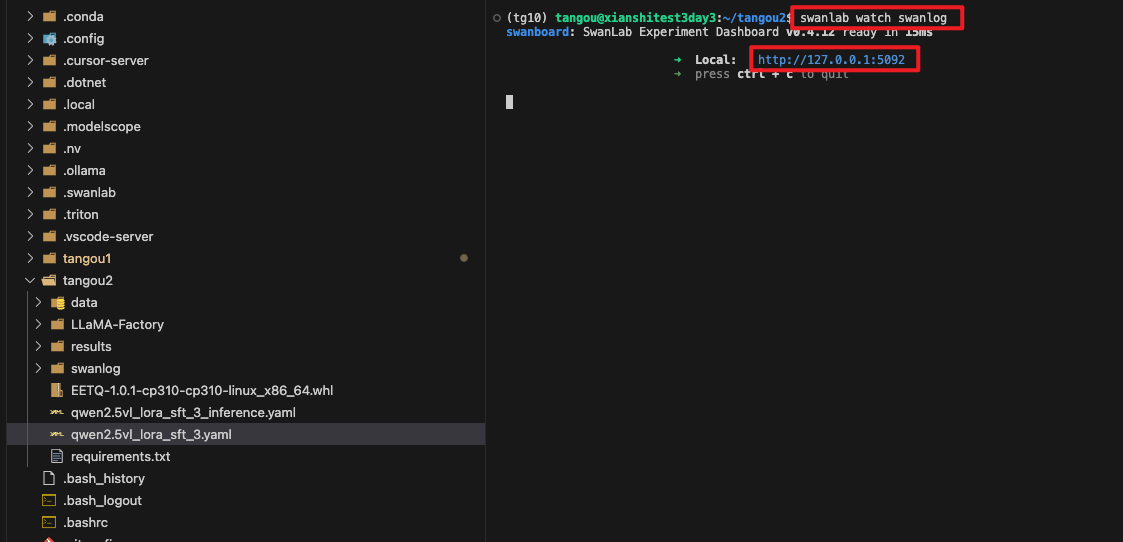 .conda
.config
.cursor-server
.dotnet
.local
.modelscope
.nv
.ollama
.swanlab
.triton
.vscode-server
tangou1
tangou2
data
LLaMA-Factory
results
swanlog
EETQ-1.0.1-cp310-cp310-linux_x86_64.whl
qwen2.5vl_lora_sft_3_inference.yaml
qwen2.5vl_lora_sft_3.yaml
requirements.txt
.bash_history
.bash_logout
.bashrc
(tg10) tangou@xianshitest3day3:~/tangou2$ swanlab watch swanlog
swanboard: SwanLab Experiment Dashboard v0.4.12 ready in 15ms
➜ Local: http://127.0.0.1:5092
➜ press ctrl + c to quit